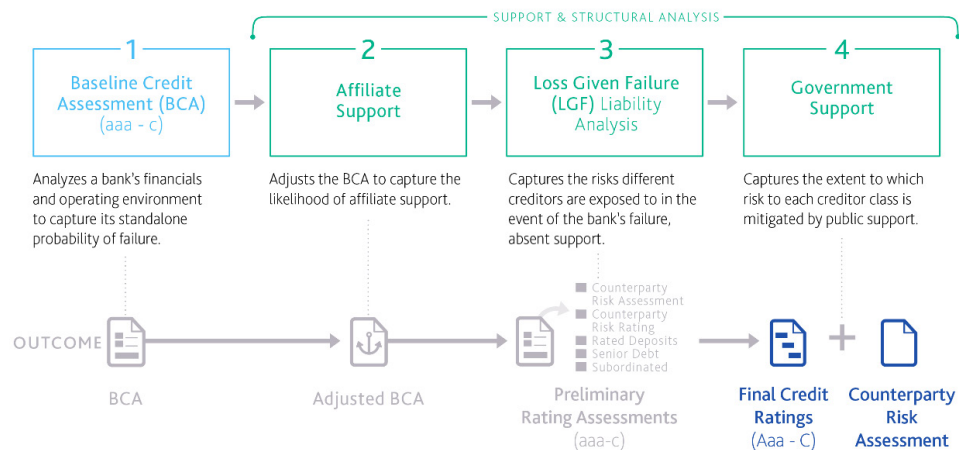 SUPPORT & STRUCTURAL ANALYSIS
1
Baseline Credit
Assessment (BCA)
(aaa - c)
2
Affiliate
Support
3
Loss Given Failure
(LGF) Liability
Analysis
4
Government
Support
Analyzes a bank's financials
and operating environment
to capture its standalone
probability of failure.
Adjusts the BCA to capture the
likelihood of affiliate support.
Captures the risks different
creditors are exposed to in the
event of the bank's failure,
absent support.
Captures the extent to which
risk to each creditor class is
mitigated by public support.
OUTCOME
BCA
Adjusted BCA
Counterparty
Risk Assessment
Counterparty
Risk Rating
Rated Deposits
Senior Debt
Subordinated
Preliminary
Rating Assessments
(aaa-c)
Final Credit
Ratings
(Aaa - C)
+
Counterparty
Risk
Assessment